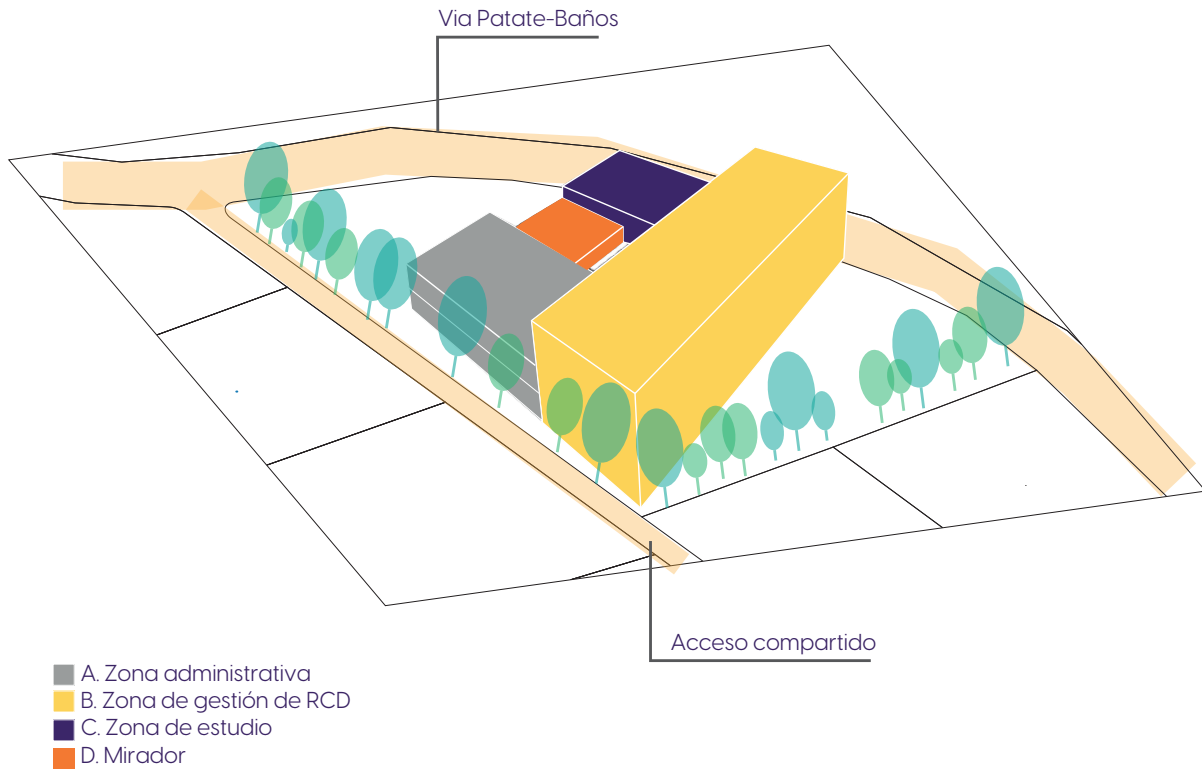 Via Patate-Baños
Acceso compartido
A. Zona administrativa
B. Zona de gestión de RCD
C. Zona de estudio
D. Mirador